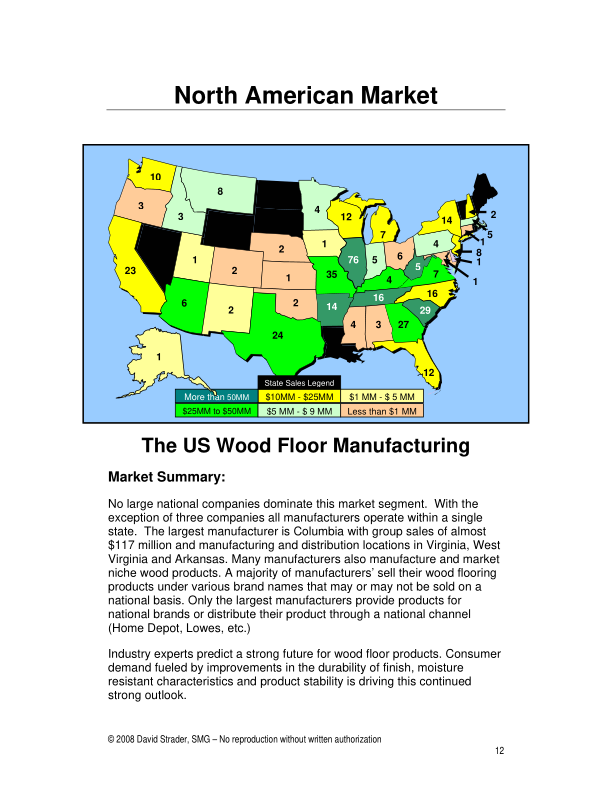 North American Market
10
3
8
3
4
12
7
14
2
5
1
8
1
1
4
23
1
2
2
1
1
35
76
5
6
5
7
4
6
2
2
14
16
16
29
24
4
3
27
12
1
State Sales Legend
More than 50MM $10MM - $25MM $1 MM - $ 5 MM
$25MM to $50MM $5 MM - $ 9 MM Less than $1 MM
The US Wood Floor Manufacturing
Market Summary:
No large national companies dominate this market segment. With the
exception of three companies all manufacturers operate within a single
state. The largest manufacturer is Columbia with group sales of almost
$117 million and manufacturing and distribution locations in Virginia, West
Virginia and Arkansas. Many manufacturers also manufacture and market
niche wood products. A majority of manufacturers' sell their wood flooring
products under various brand names that may or may not be sold on a
national basis. Only the largest manufacturers provide products for
national brands or distribute their product through a national channel
(Home Depot, Lowes, etc.)
Industry experts predict a strong future for wood floor products. Consumer
demand fueled by improvements in the durability of finish, moisture
resistant characteristics and product stability is driving this continued
strong outlook.
© 2008 David Strader, SMG – No reproduction without written authorization
12